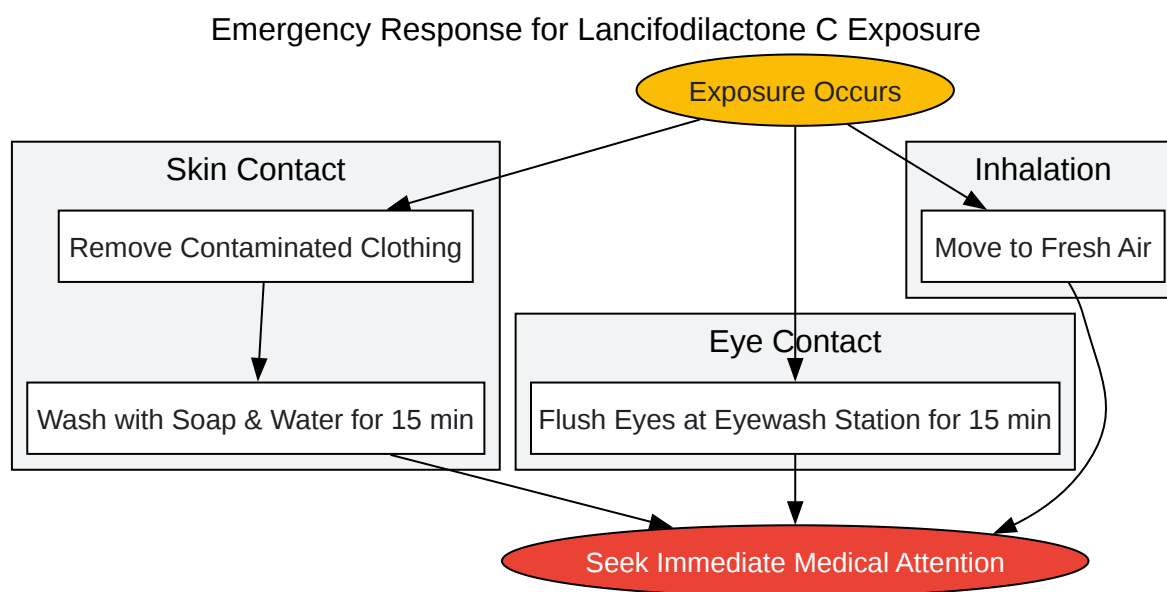 Emergency Response for Lancifodilactone C Exposure
Exposure Occurs
Skin Contact
Remove Contaminated Clothing
Wash with Soap & Water for 15 min
Eye Contact
Flush Eyes at Eyewash Station for 15 min
Inhalation
Move to Fresh Air
Seek Immediate Medical Attention